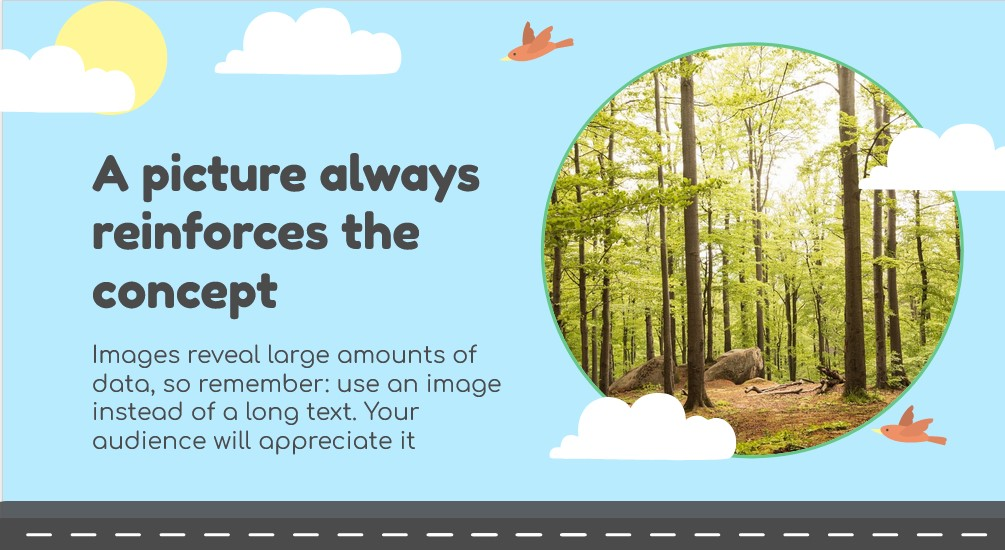 A picture always
reinforces the
concept
Images reveal large amounts of
data, so remember: use an image
instead of a long text. Your
audience will appreciate it